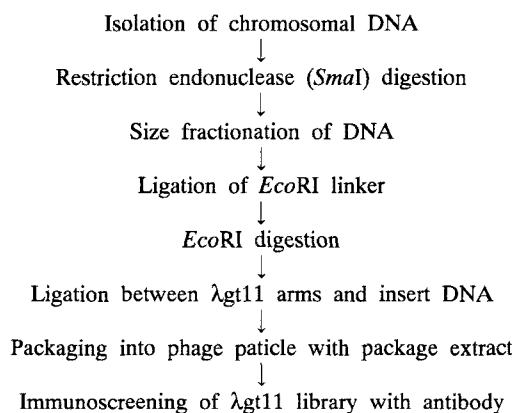 Isolation of chromosomal DNA
Restriction endonuclease (SmaI) digestion
Size fractionation of DNA
Ligation of EcoRI linker
EcoRI digestion
Ligation between λgt11 arms and insert DNA
Packaging into phage paticle with package extract
Immunoscreening of λgt11 library with antibody